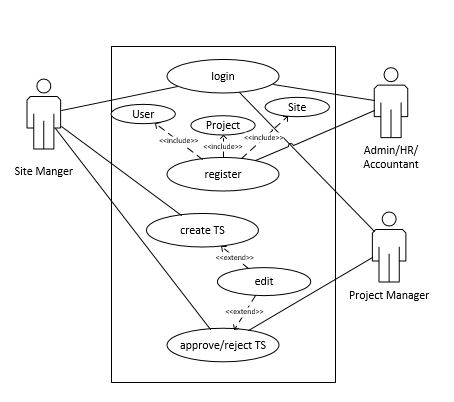 login
User
Project
Site
<<include>>
<<include>>
<<include>>
register
Site Manger
Admin/HR/
Accountant
create TS
<<extend>>
edit
Project Manager
<<extend>>
approve/reject TS